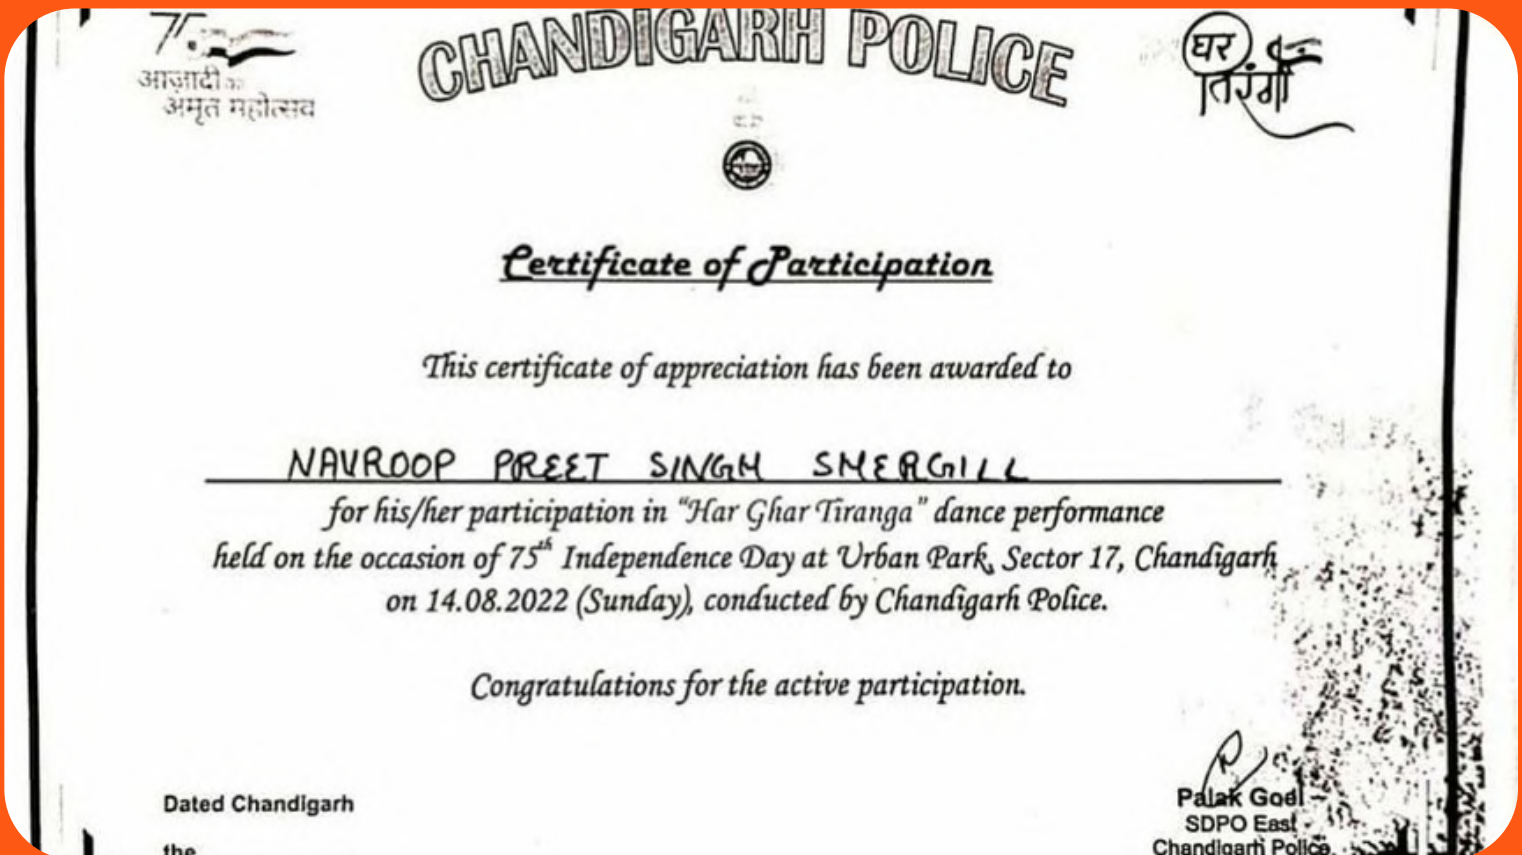 आज़ादी का
अमृत महोत्सव
CHANDIGARH POLICE
घर
तिरंगा
Certificate of Participation
This certificate of appreciation has been awarded to
NAVROOP PREET SINGH SHERGILL
for his/her participation in “Har Ghar Tiranga” dance performance
held on the occasion of 75th Independence Day at Urban Park, Sector 17, Chandigarh
on 14.08.2022 (Sunday), conducted by Chandigarh Police.
Congratulations for the active participation.
Dated Chandigarh
the
Palak Goel
SDPO East
Chandigarh Police